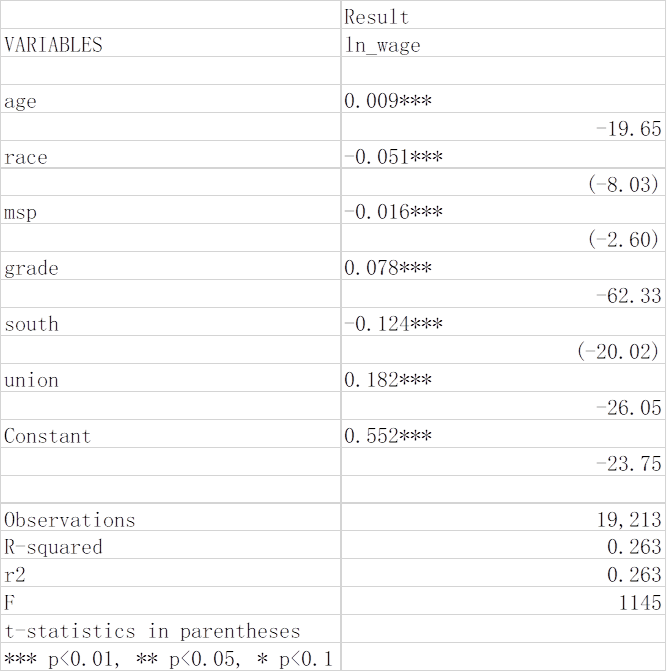 Result
VARIABLES ln_wage
age 0.009***
-19.65
race -0.051***
(-8.03)
msp -0.016***
(-2.60)
grade 0.078***
-62.33
south -0.124***
(-20.02)
union 0.182***
-26.05
Constant 0.552***
-23.75
Observations 19,213
R-squared 0.263
r2 0.263
F 1145
t-statistics in parentheses
*** p<0.01, ** p<0.05, * p<0.1